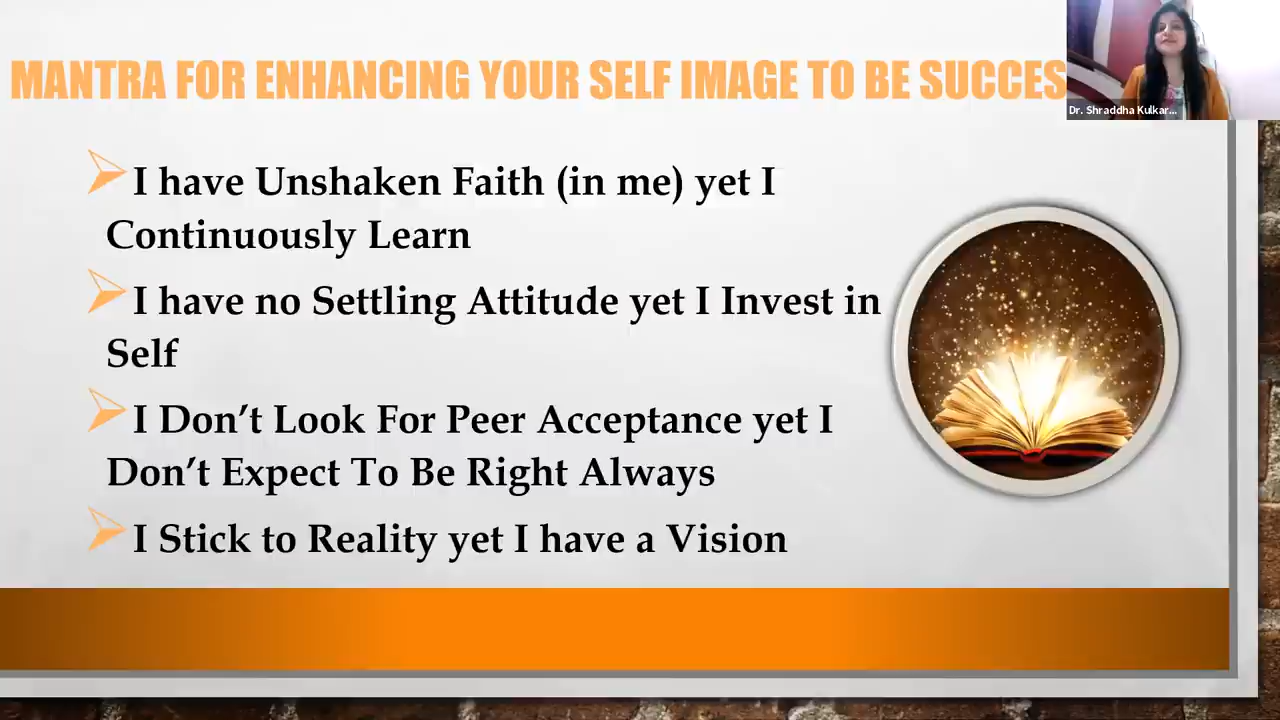 MANTRA FOR ENHANCING YOUR SELF IMAGE TO BE SUCCES
Dr. Shraddha Kulkar...
I have Unshaken Faith (in me) yet I
Continuously Learn
I have no Settling Attitude yet I Invest in
Self
I Don’t Look For Peer Acceptance yet I
Don’t Expect To Be Right Always
I Stick to Reality yet I have a Vision